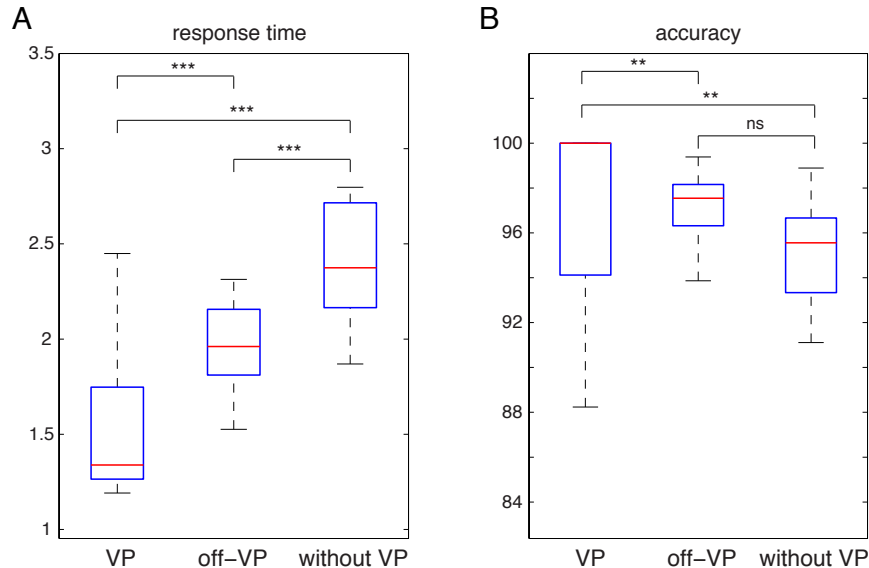 A
response time
3.5
3
2.5
2
1.5
1
***
***
***
VP
off–VP
without VP
B
accuracy
100
96
92
88
84
**
**
ns
VP
off–VP
without VP